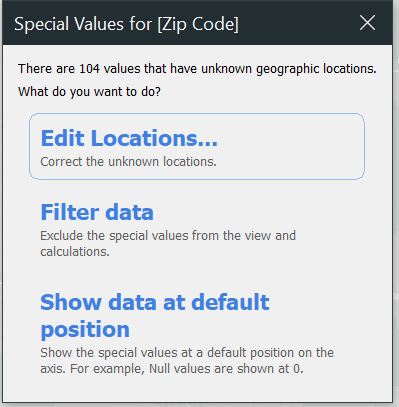 Special Values for [Zip Code]
There are 104 values that have unknown geographic locations.
What do you want to do?
Edit Locations...
Correct the unknown locations.
Filter data
Exclude the special values from the view and
calculations.
Show data at default
position
Show the special values at a default position on the
axis. For example, Null values are shown at 0.